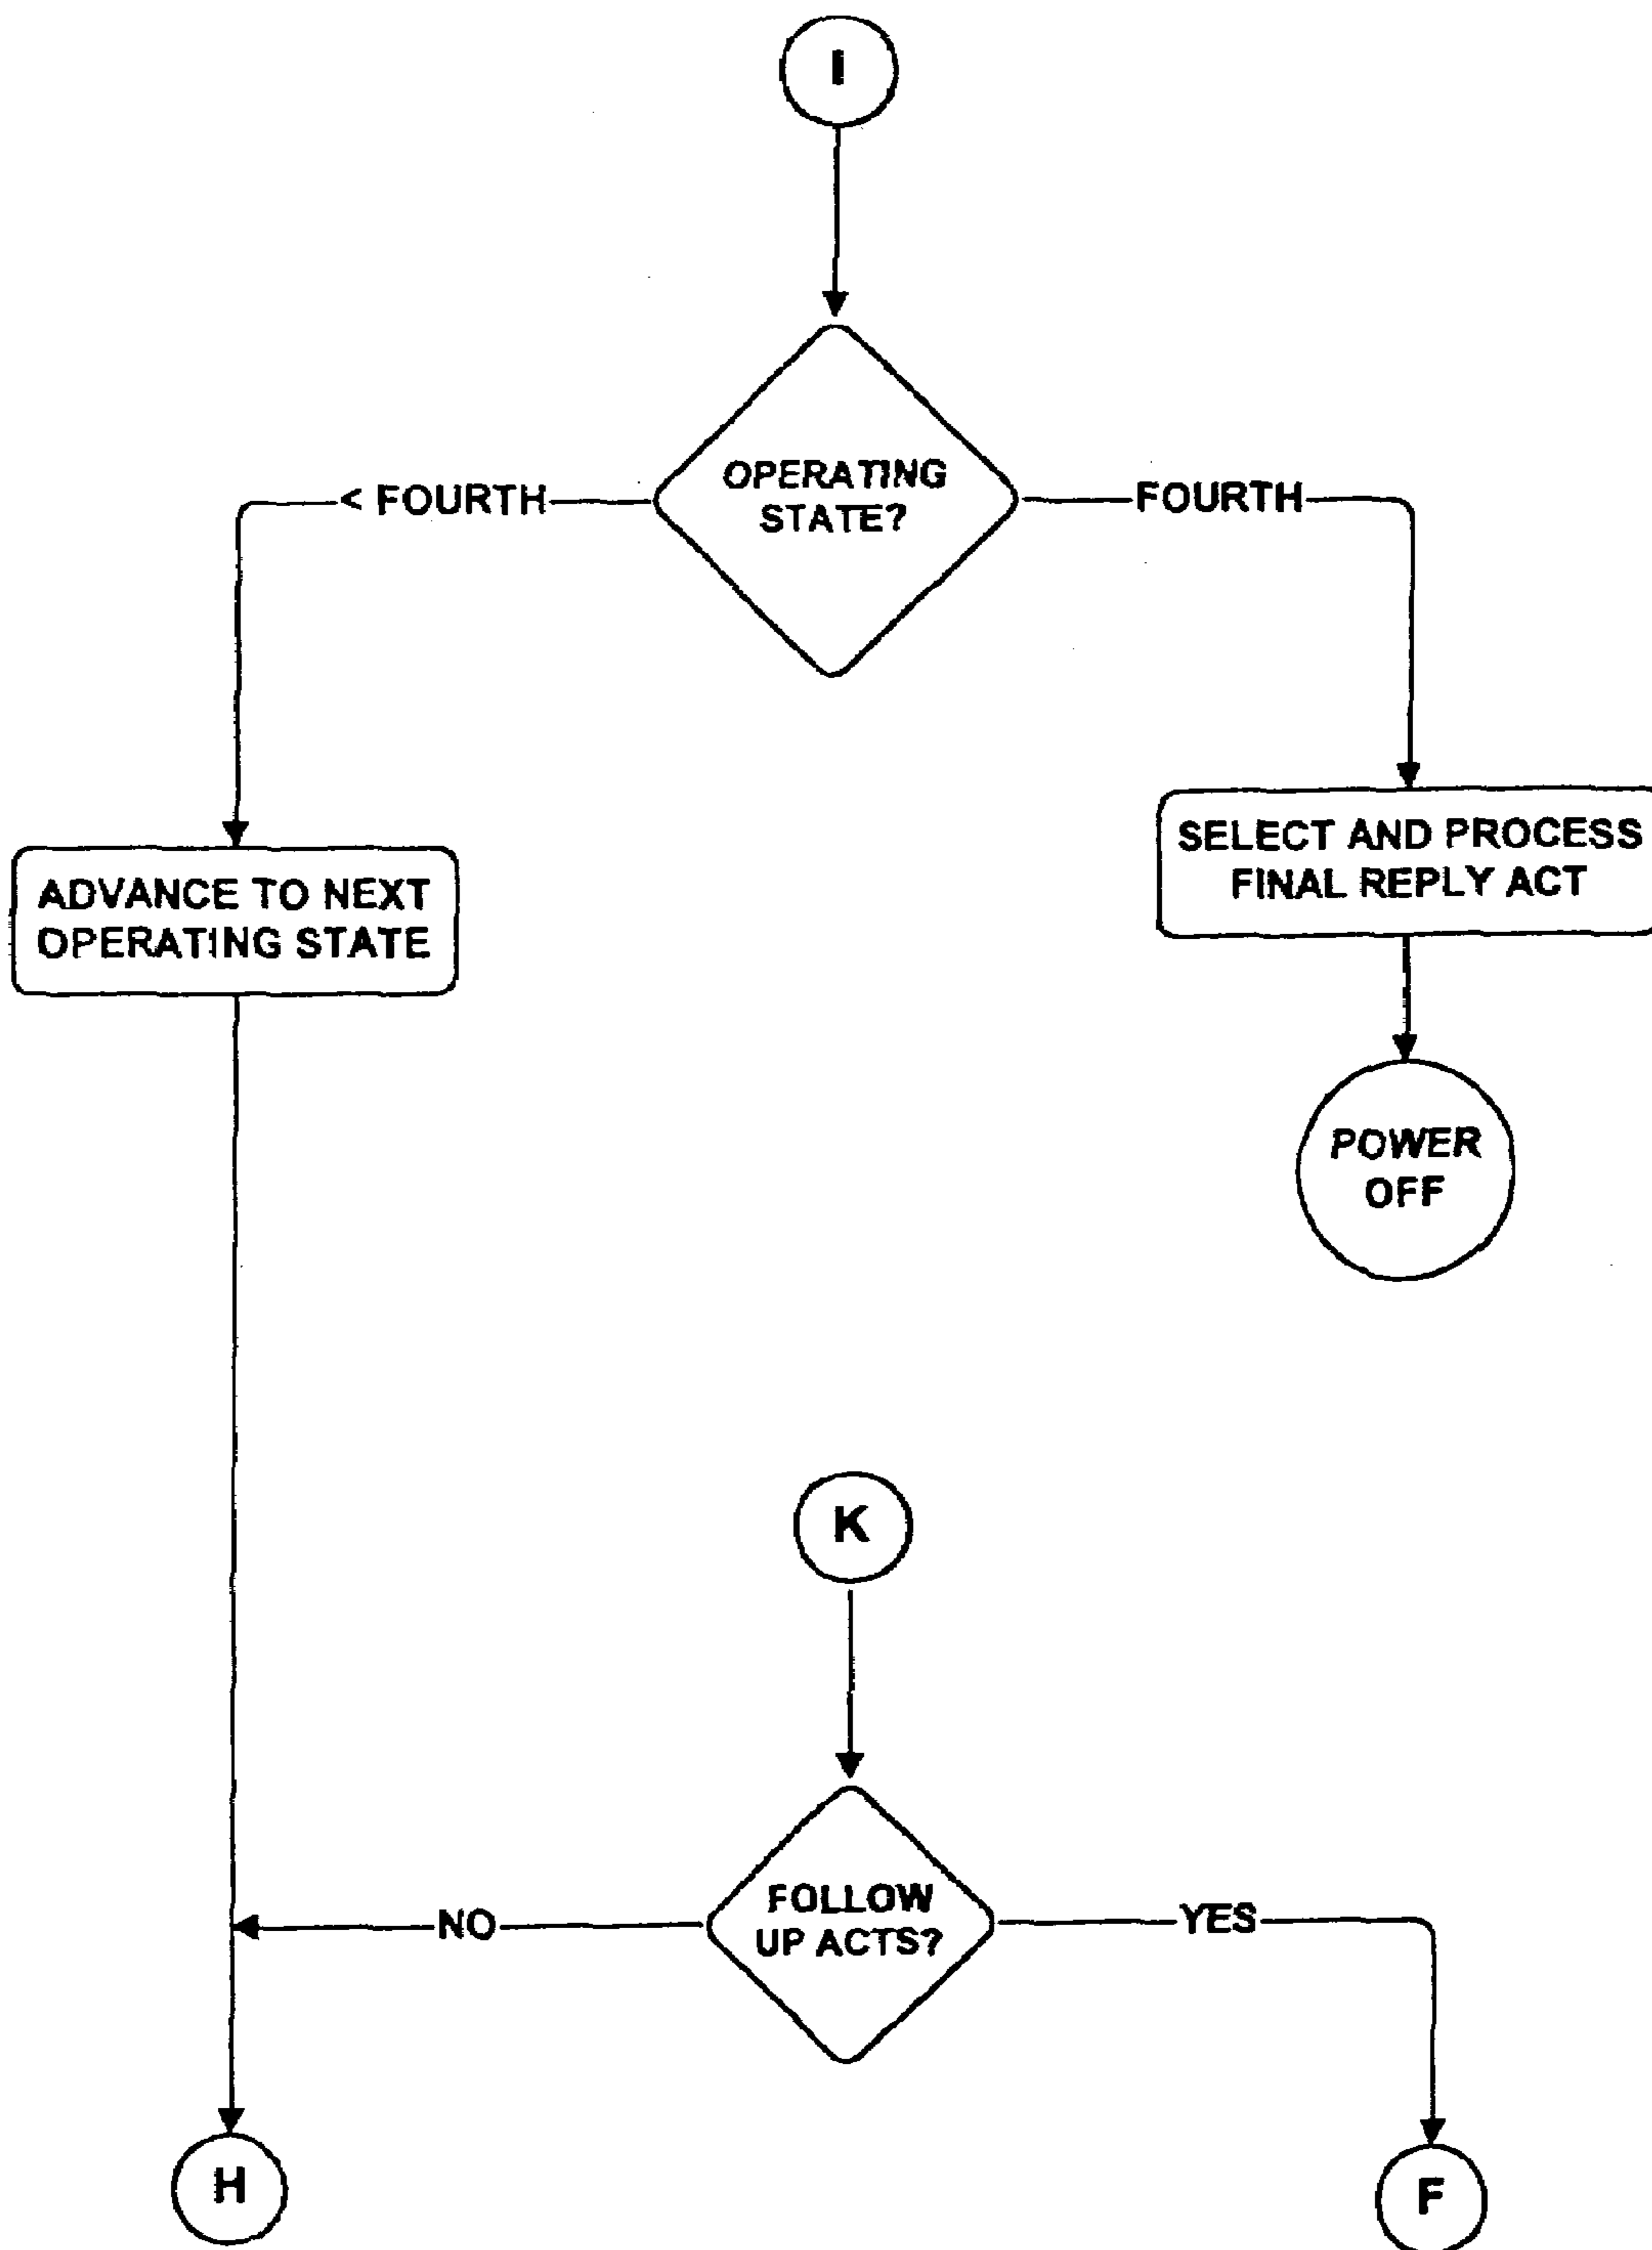 I
OPERATING
STATE?
< FOURTH
FOURTH
SELECT AND PROCESS
FINAL REPLY ACT
ADVANCE TO NEXT
OPERATING STATE
POWER
OFF
K
FOLLOW
UP ACTS?
NO
YES
H
F